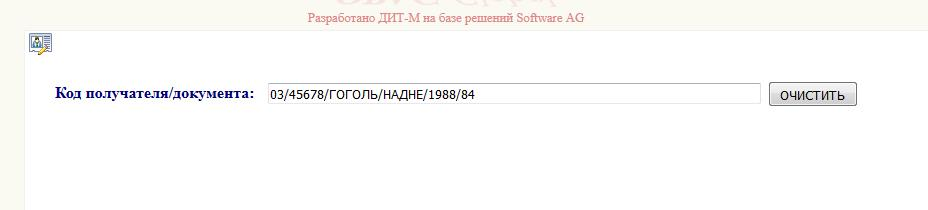 Разработано ДИТ-М на базе решений Software AG
Код получателя/документа: 03/45678/ГОГОЛЬ/НАДНЕ/1988/84 ОЧИСТИТЬ